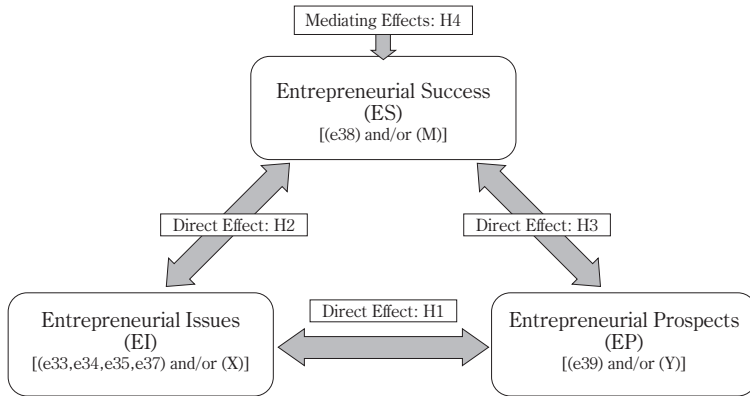 Mediating Effects: H4
Entrepreneurial Success
(ES)
[(e38) and/or (M)]
Direct Effect: H2
Direct Effect: H3
Entrepreneurial Issues
(EI)
[(e33,e34,e35,e37) and/or (X)]
Direct Effect: H1
Entrepreneurial Prospects
(EP)
[(e39) and/or (Y)]